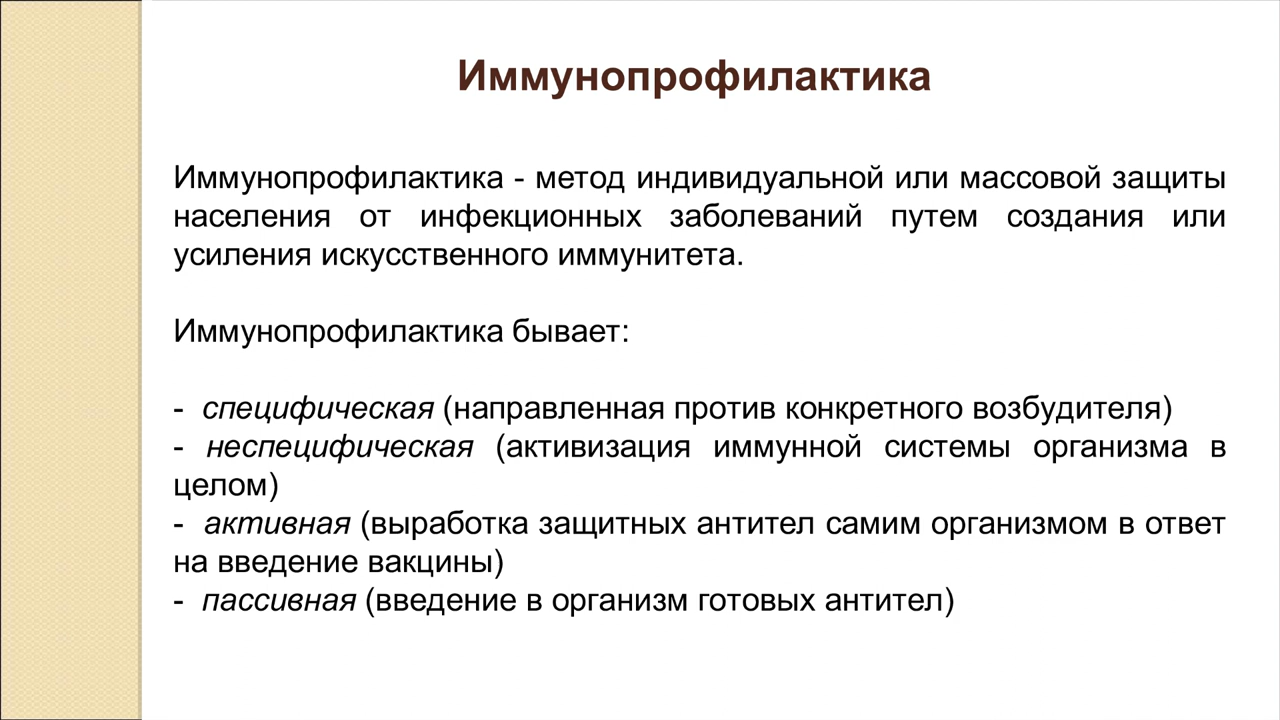 Иммунопрофилактика
Иммунопрофилактика - метод индивидуальной или массовой защиты
населения от инфекционных заболеваний путем создания или
усиления искусственного иммунитета.
Иммунопрофилактика бывает:
- специфическая (направленная против конкретного возбудителя)
- неспецифическая (активизация иммунной системы организма в
целом)
- активная (выработка защитных антител самим организмом в ответ
на введение вакцины)
- пассивная (введение в организм готовых антител)